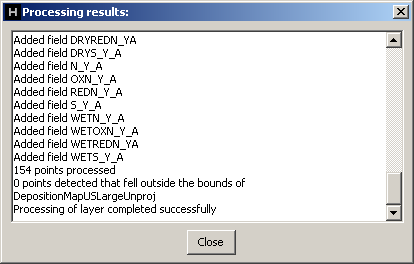 H Processing results:
Added field DRYREDN_YA
Added field DRYS_Y_A
Added field N_Y_A
Added field OXN_Y_A
Added field REDN_Y_A
Added field S_Y_A
Added field WETN_Y_A
Added field WETOXN_Y_A
Added field WETREDN_YA
Added field WETS_Y_A
154 points processed
0 points detected that fell outside the bounds of
DepositionMapUSLargeUnproj
Processing of layer completed successfully
Close